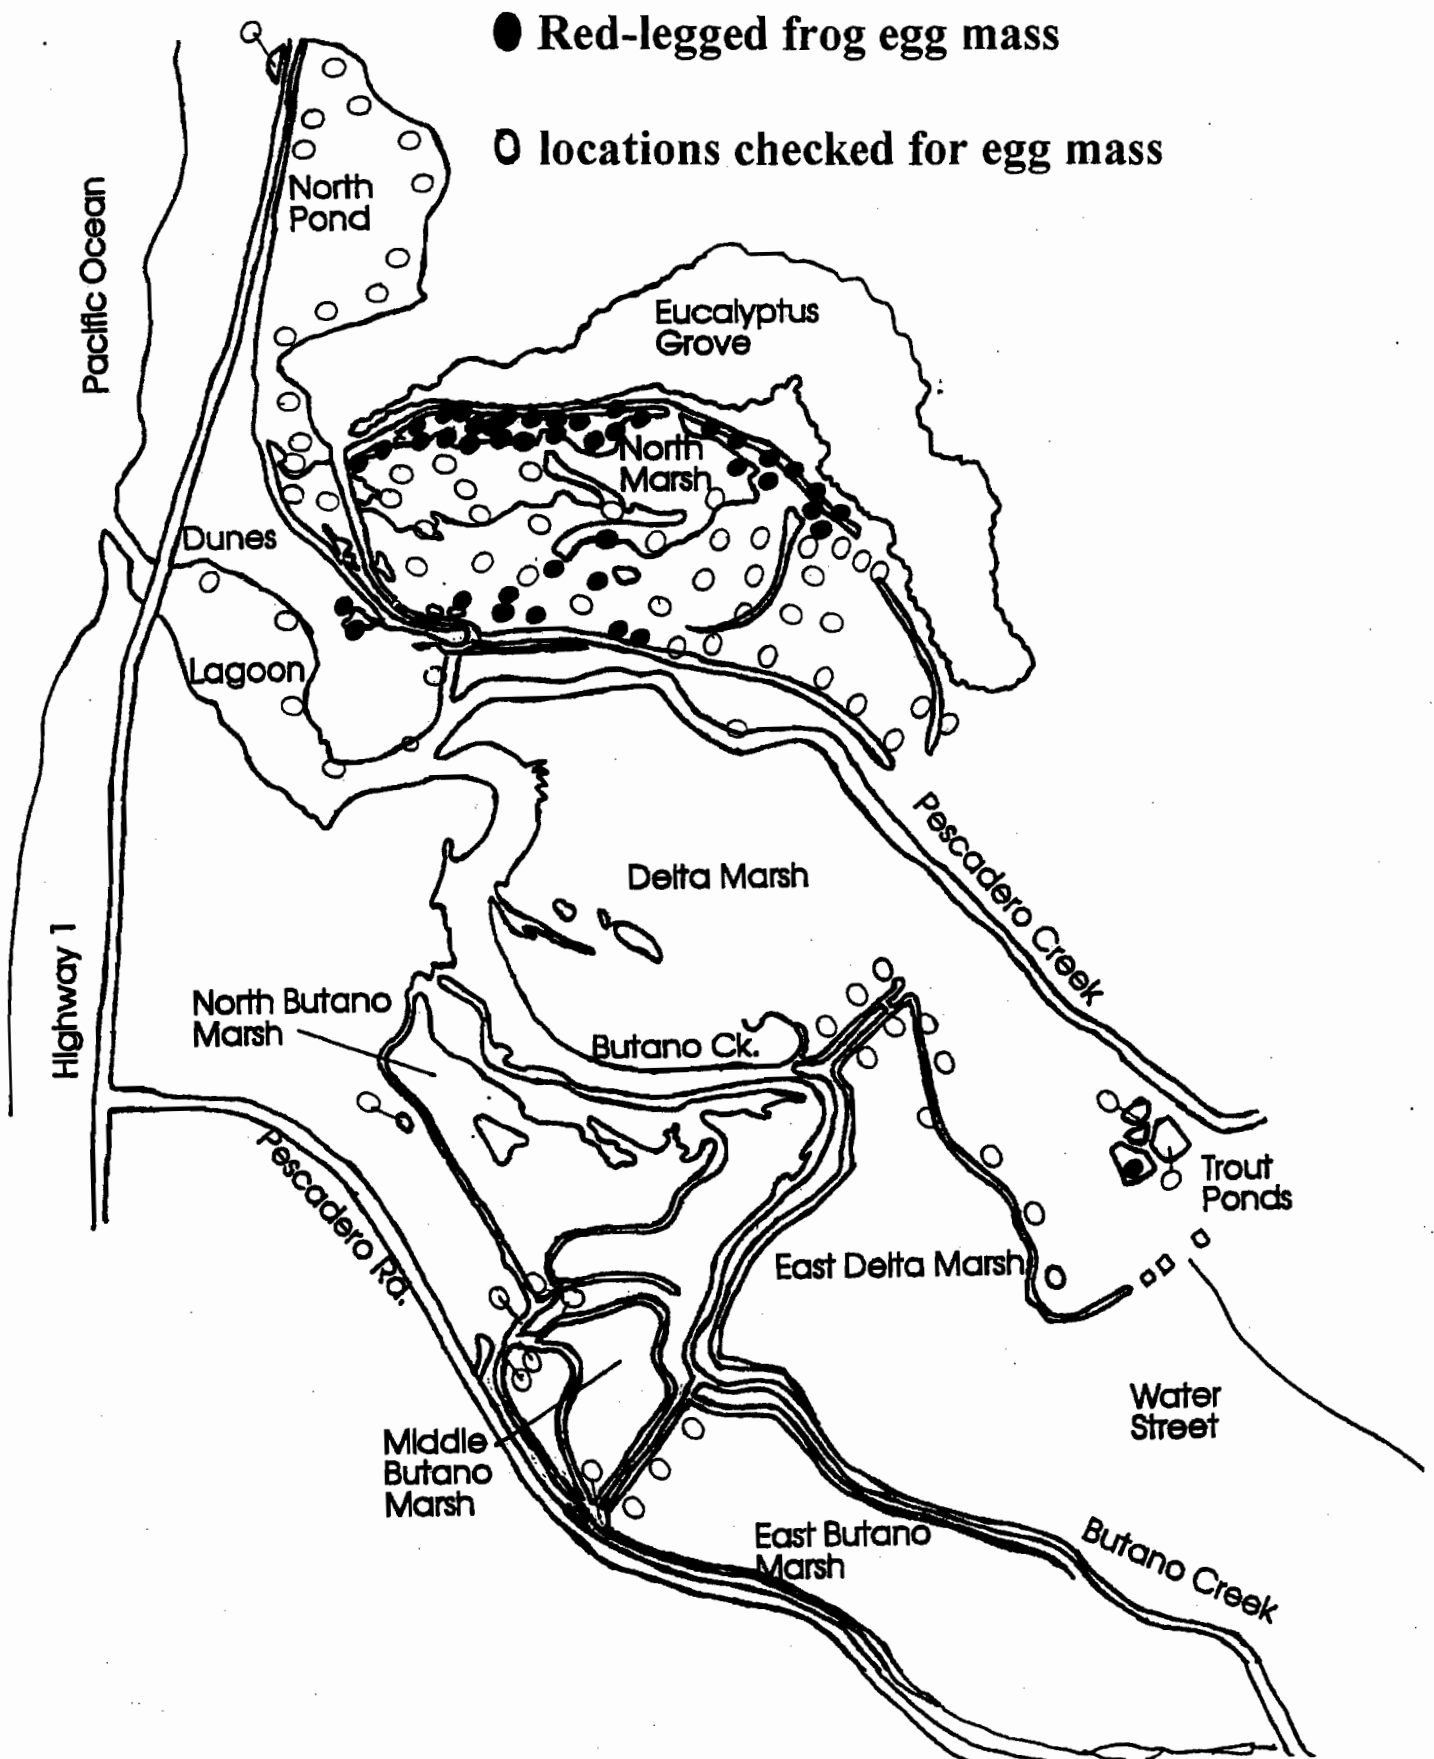 Red-legged frog egg mass
locations checked for egg mass
North
Pond
Pacific Ocean
Eucalyptus
Grove
North
Marsh
Dunes
Lagoon
Pescadero Creek
Delta Marsh
Highway 1
North Butano
Marsh
Butano Ck.
Pescadero Rd.
Trout
Ponds
East Delta Marsh
Water
Street
Middle
Butano
Marsh
East Butano
Marsh
Butano Creek